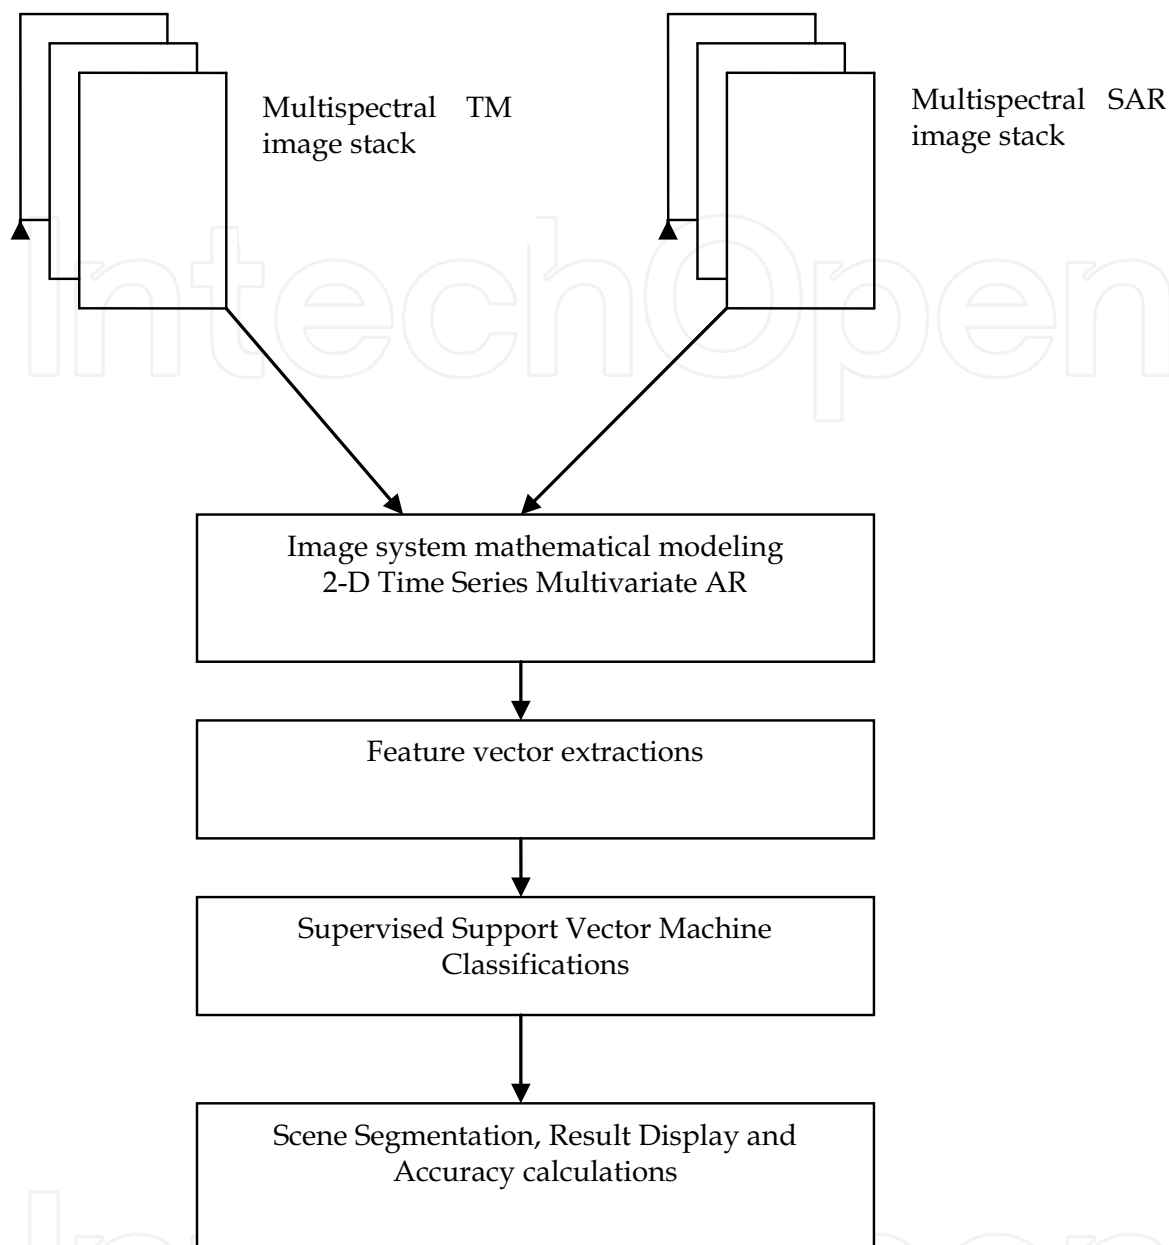 Multispectral TM
image stack
Multispectral SAR
image stack
IntechOpen
Image system mathematical modeling
2-D Time Series Multivariate AR
Feature vector extractions
Supervised Support Vector Machine
Classifications
Scene Segmentation, Result Display and
Accuracy calculations